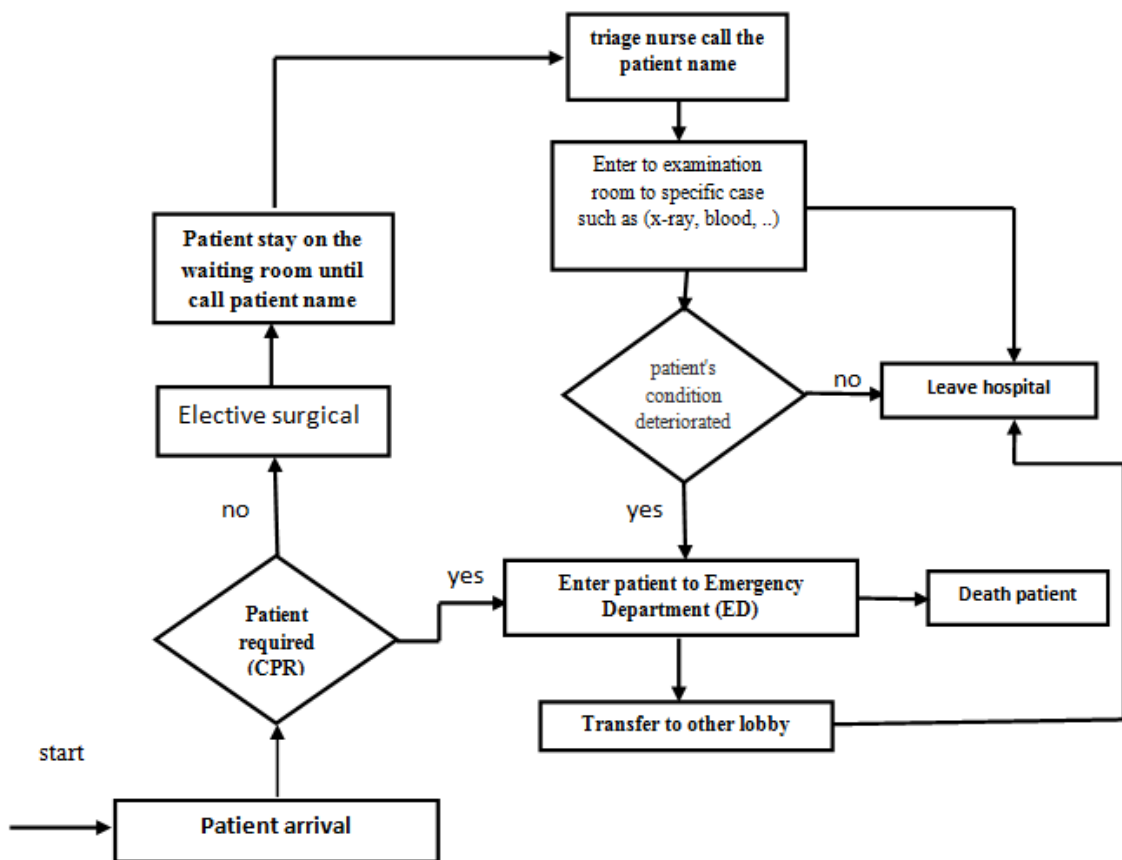 triage nurse call the
patient name
Enter to examination
room to specific case
such as (x-ray, blood, ..)
Patient stay on the
waiting room until
call patient name
patient's
condition
deteriorated
no
Leave hospital
Elective surgical
no
yes
yes
Enter patient to Emergency
Department (ED)
Death patient
Patient
required
(CPR)
Transfer to other lobby
start
Patient arrival